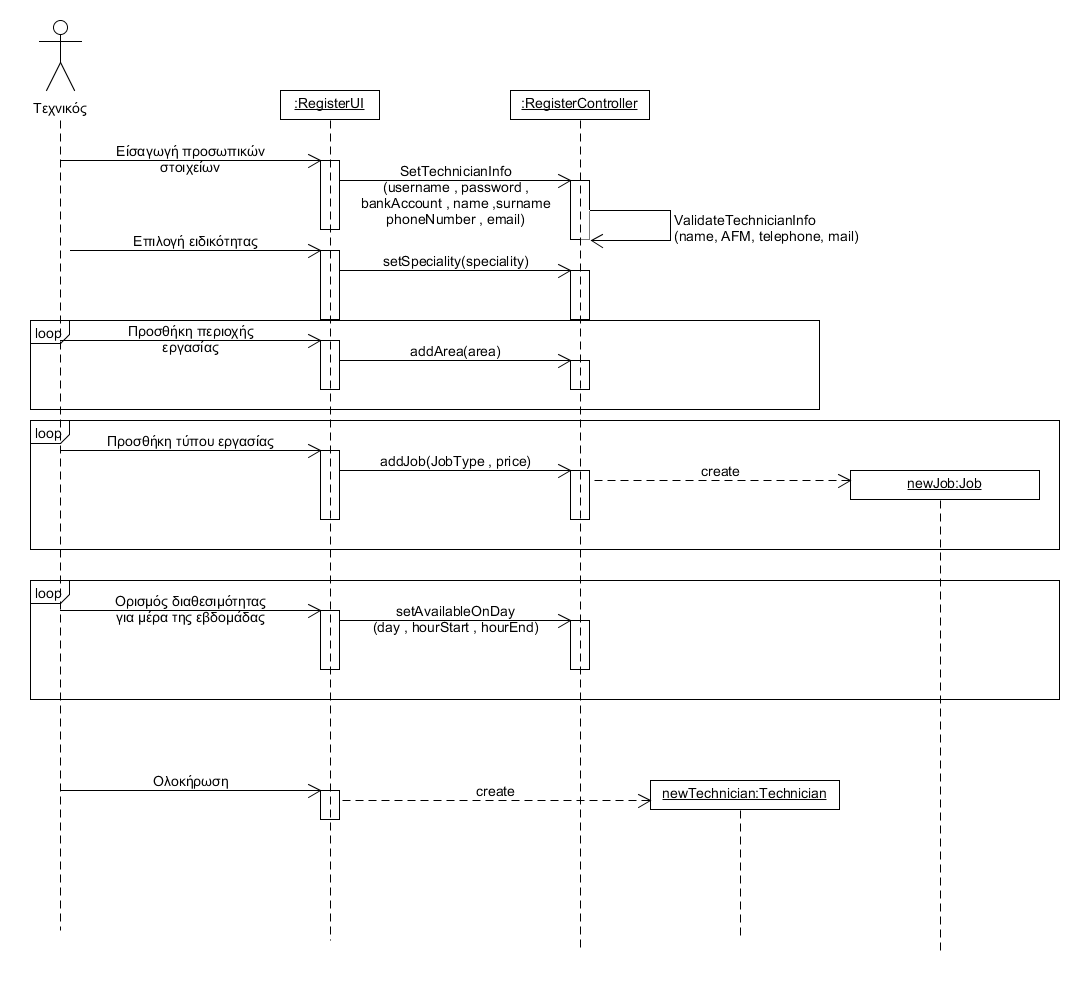 Τεχνικός
:RegisterUI
:RegisterController
Είσαγωγή προσωπικών
στοιχείων
SetTechnicianInfo
(username , password ,
bankAccount , name ,surname
phoneNumber , email)
ValidateTechnicianInfo
(name, AFM, telephone, mail)
Επιλογή ειδικότητας
setSpeciality(speciality)
loop
Προσθήκη περιοχής
εργασίας
addArea(area)
loop
Προσθήκη τύπου εργασίας
addJob(JobType , price)
create
newJob:Job
loop
Ορισμός διαθεσιμότητας
για μέρα της εβδομάδας
setAvailableOnDay
(day , hourStart , hourEnd)
Ολοκήρωση
create
newTechnician:Technician